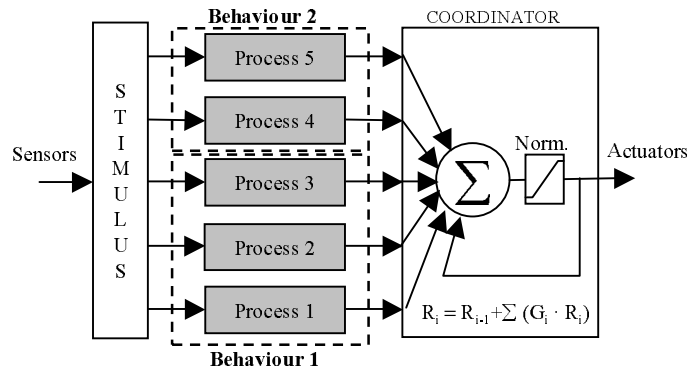 Behaviour 2
COORDINATOR
Process 5
S
T
I
M
U
L
U
S
Process 4
Norm.
Sensors
Actuators
Process 3
Σ
Process 2
Process 1
R_i = R_{i-1}+∑ (G_i · R_i)
Behaviour 1